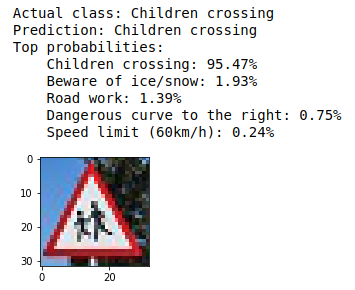 Actual class: Children crossing
Prediction: Children crossing
Top probabilities:
Children crossing: 95.47%
Beware of ice/snow: 1.93%
Road work: 1.39%
Dangerous curve to the right: 0.75%
Speed limit (60km/h): 0.24%
0
10
20
30
0
20